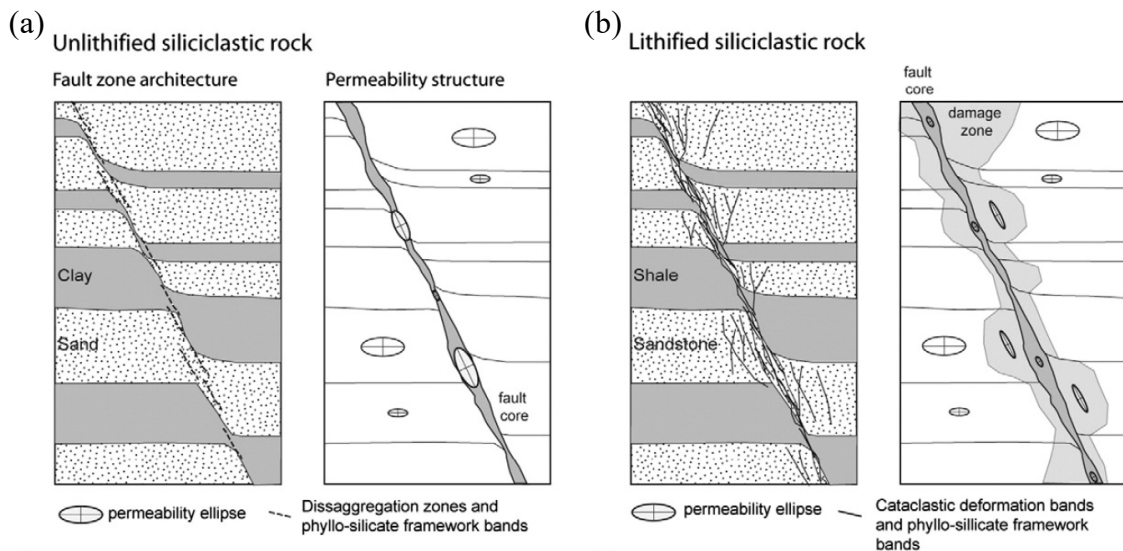 (a)
Unlithified siliciclastic rock
Fault zone architecture
Permeability structure
Clay
Sand
fault
core
permeability ellipse
Dissaggregation zones and
phyllo-silicate framework
bands
(b)
Lithified siliciclastic rock
fault
core
damage
zone
Shale
Sandstone
permeability ellipse
Cataclastic deformation bands
and phyllo-sillicate framework
bands